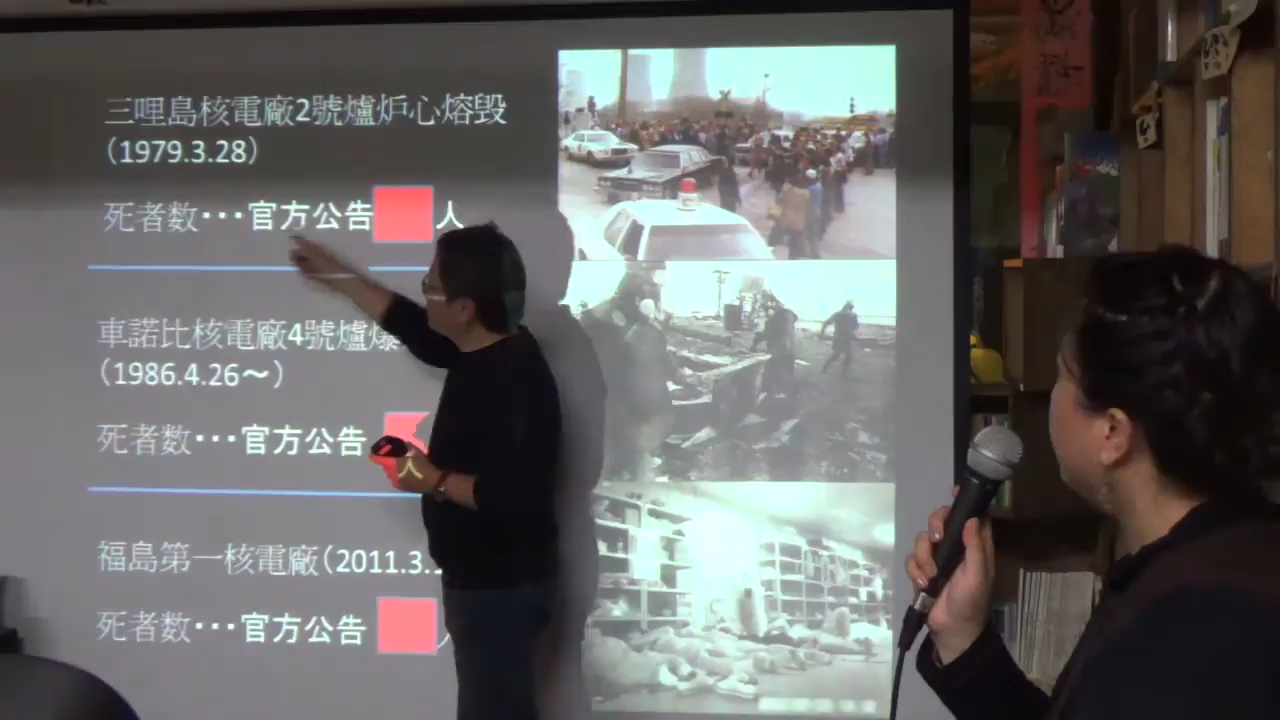 三哩島核電廠2號爐炉心熔毀
(1979.3.28)
死者数･･･官方公告 人
車諾比核電廠4號爐爆
(1986.4.26～)
死者数･･･官方公告
人
福島第一核電廠(2011.3.
死者数･･･官方公告